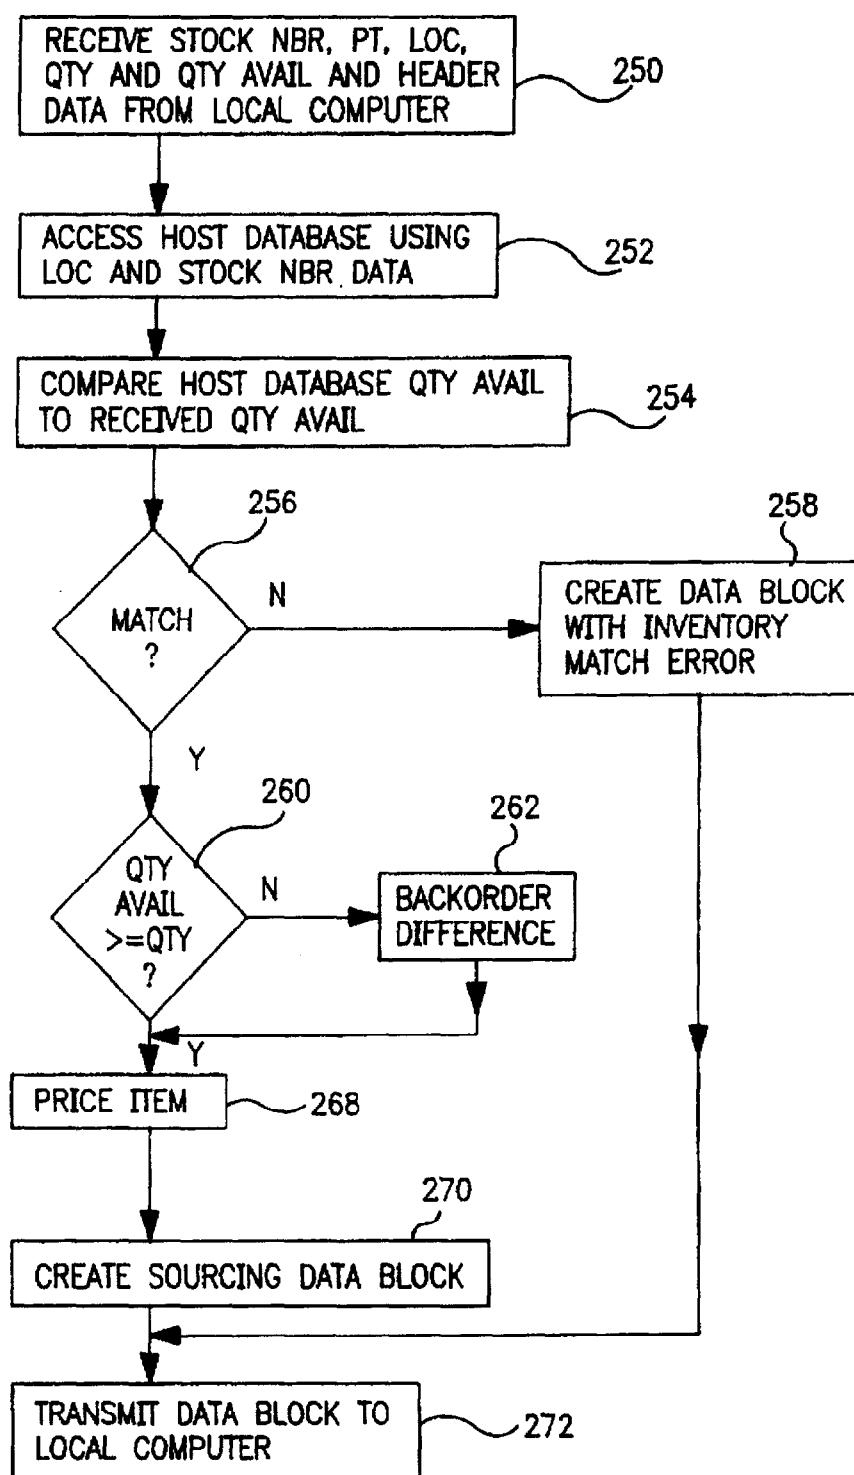 RECEIVE STOCK NBR, PT, LOC,
QTY AND QTY AVAIL AND HEADER
DATA FROM LOCAL COMPUTER
250
ACCESS HOST DATABASE USING
LOC AND STOCK NBR DATA
252
COMPARE HOST DATABASE QTY AVAIL
TO RECEIVED QTY AVAIL
254
256
MATCH
?
N
258
CREATE DATA BLOCK
WITH INVENTORY
MATCH ERROR
Y
260
QTY
AVAIL
>=QTY
?
N
262
BACKORDER
DIFFERENCE
Y
PRICE ITEM
268
270
CREATE SOURCING DATA BLOCK
TRANSMIT DATA BLOCK TO
LOCAL COMPUTER
272